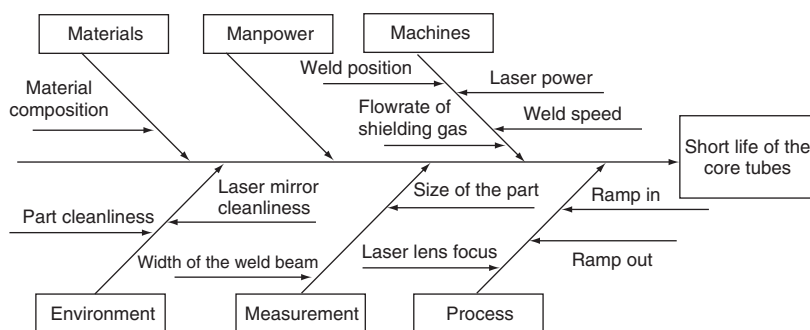 Materials
Manpower
Machines
Weld position
Laser power
Material
composition
Flowrate of
shielding gas
Weld speed
Short life of the
core tubes
Laser mirror
cleanliness
Size of the part
Ramp in
Part cleanliness
Width of the weld beam
Laser lens focus
Ramp out
Environment
Measurement
Process